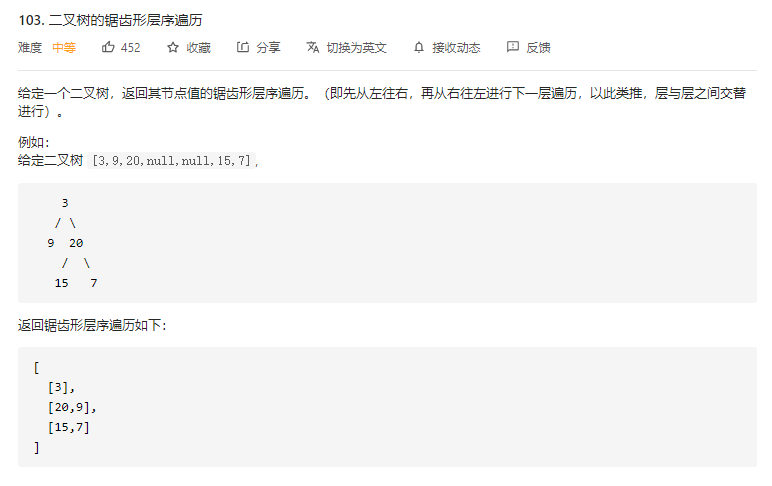 103. 二叉树的锯齿形层序遍历
难度 中等 452 收藏 分享 切换为英文 接收动态 反馈
给定一个二叉树，返回其节点值的锯齿形层序遍历。（即先从左往右，再从右往左进行下一层遍历，以此类推，层与层之间交替
进行）。
例如：
给定二叉树 [3,9,20,null,null,15,7],
3
/ \
9 20
/ \
15 7
返回锯齿形层序遍历如下：
[
[3],
[20,9],
[15,7]
]